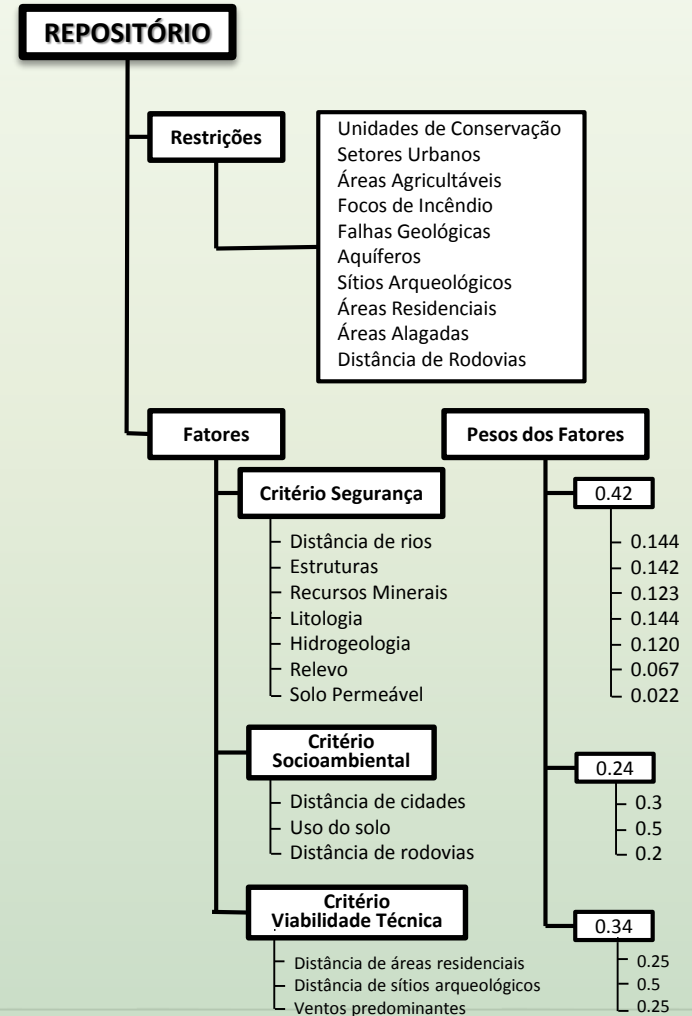 REPOSITÓRIO
Restrições
Unidades de Conservação
Setores Urbanos
Áreas Agricultáveis
Focos de Incêndio
Falhas Geológicas
Aquíferos
Sítios Arqueológicos
Áreas Residenciais
Áreas Alagadas
Distância de Rodovias
Fatores
Pesos dos Fatores
Critério Segurança
0.42
Distância de rios
0.144
Estruturas
0.142
Recursos Minerais
0.123
Litologia
0.144
Hidrogeologia
0.120
Relevo
0.067
Solo Permeável
0.022
Critério
Socioambiental
0.24
Distância de cidades
0.3
Uso do solo
0.5
Distância de rodovias
0.2
Critério
Viabilidade Técnica
0.34
Distância de áreas residenciais
0.25
Distância de sítios arqueológicos
0.5
Ventos predominantes
0.25